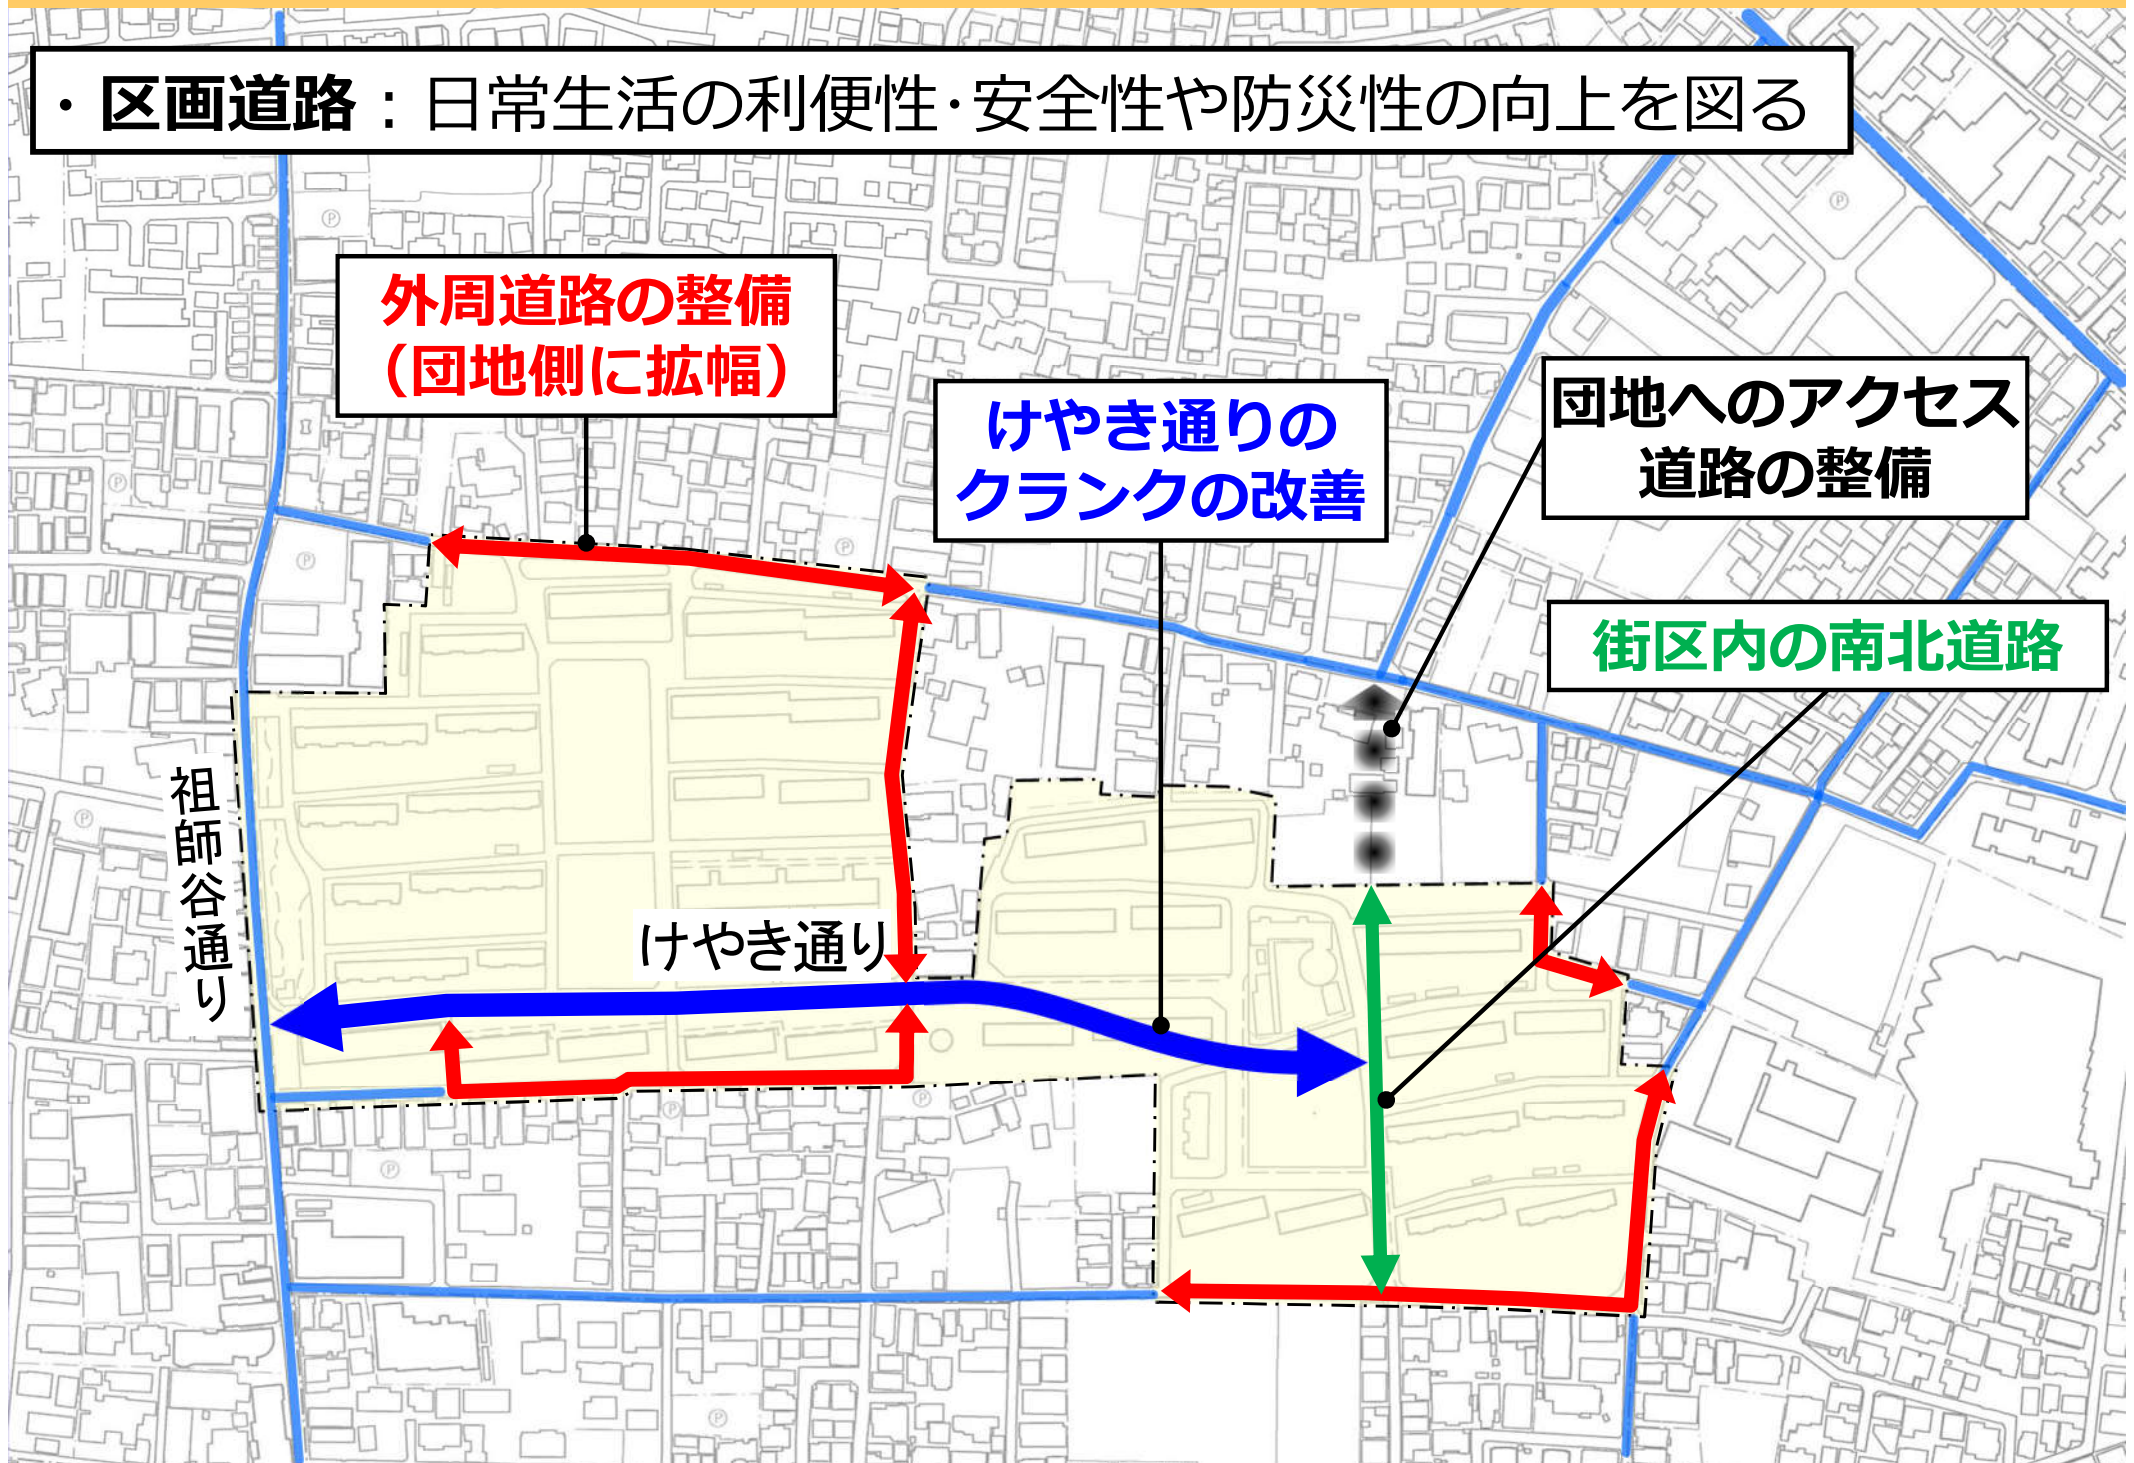 ・区画道路：日常生活の利便性・安全性や防災性の向上を図る
外周道路の整備
（団地側に拡幅）
けやき通りの
クランクの改善
団地へのアクセス
道路の整備
街区内の南北道路
祖師谷通り
けやき通り
Ⓟ
Ⓟ
Ⓟ
Ⓟ
Ⓟ
Ⓟ
Ⓟ
Ⓟ
Ⓟ
Ⓟ